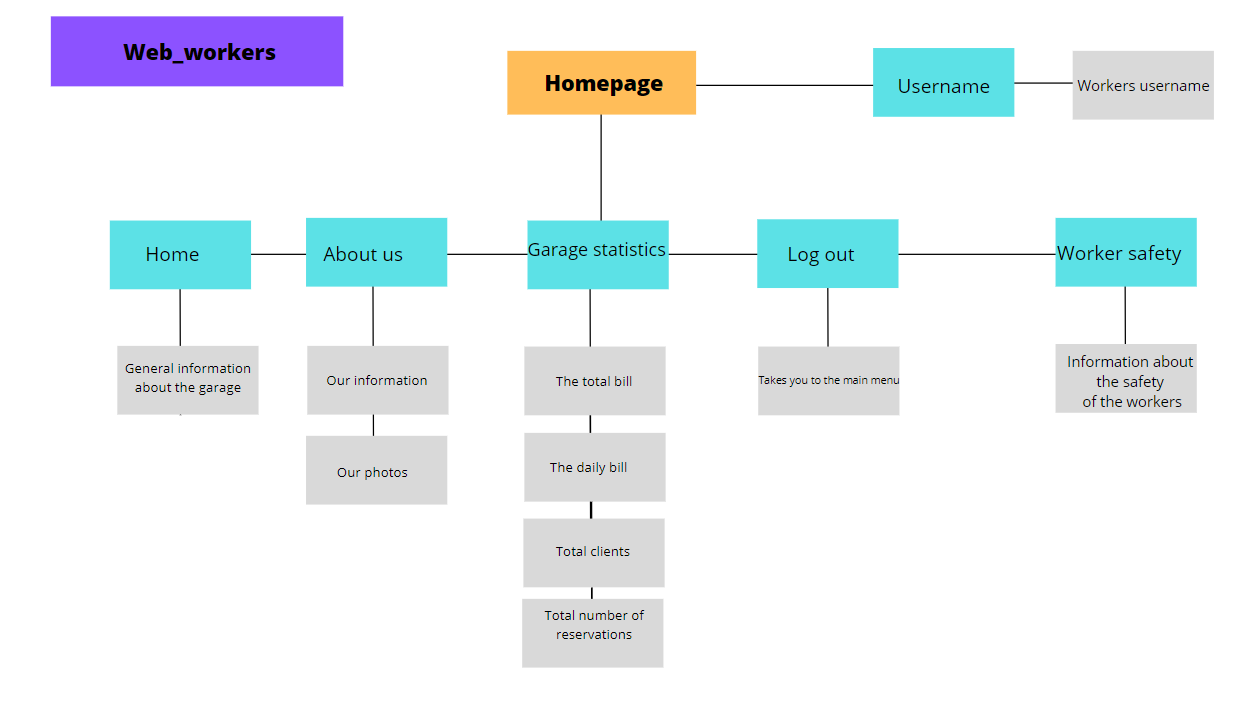 Web_workers
Homepage
Username
Workers username
Home
About us
Garage statistics
Log out
Worker safety
General information
about the garage
Our information
Our photos
The total bill
The daily bill
Total clients
Total number of
reservations
Takes you to the main menu
Information about
the safety
of the workers